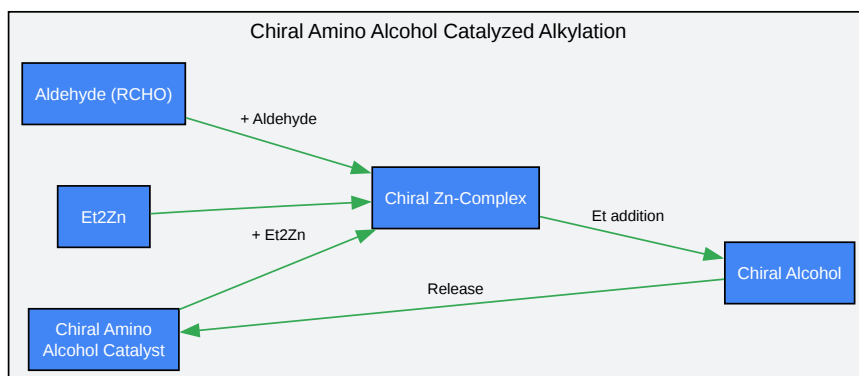 Chiral Amino Alcohol Catalyzed Alkylation
Aldehyde (RCHO)
+ Aldehyde
Et2Zn
Chiral Zn-Complex
+ Et2Zn
Et addition
Chiral Alcohol
Release
Chiral Amino
Alcohol Catalyst